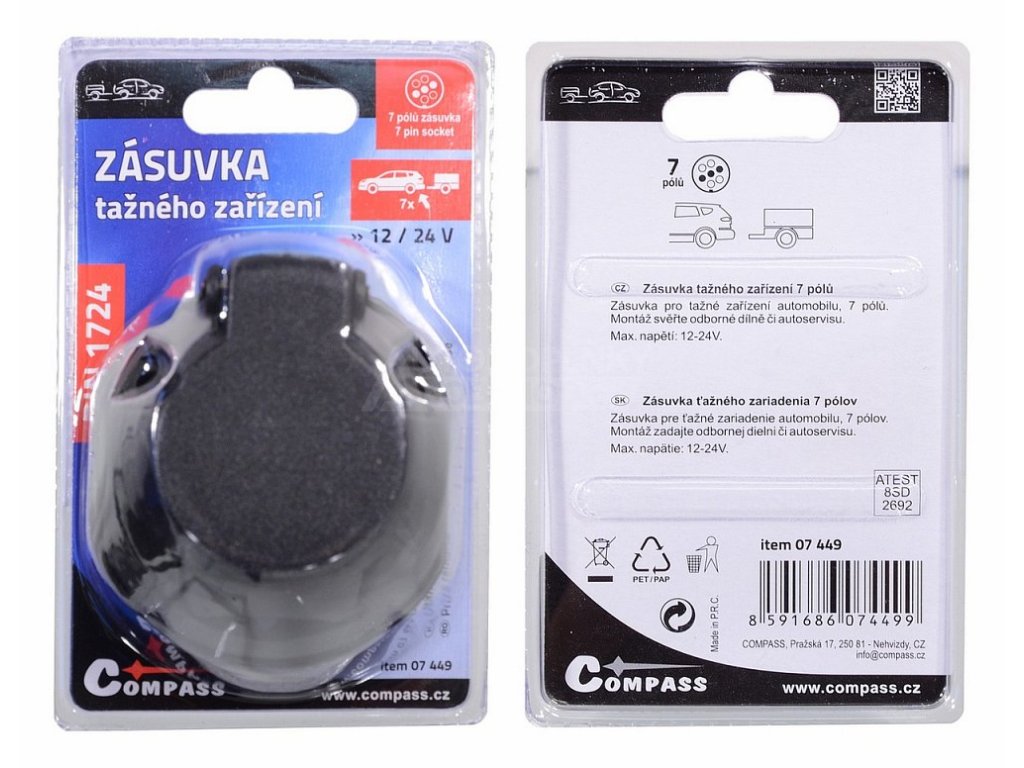 7 pólů zásuvka
7 pin socket
ZÁSUVKA
tažného zařízení
7x
» 12 / 24 V
DIN 1724
item 07 449
COMPASS
www.compass.cz
7
pólů
CZ Zásuvka tažného zařízení 7 pólů
Zásuvka pro tažné zařízení automobilu, 7 pólů.
Montáž svěřte odborné dílně či autoservisu.
Max. napětí: 12-24V.
SK Zásuvka ťažného zariadenia 7 pólov
Zásuvka pre ťažné zariadenie automobilu, 7 pólov.
Montáž zadajte odbornej dielni či autoservisu.
Max. napätie: 12-24V.
ATEST
8SD
2692
item 07 449
PET / PAP
Made in P.R.C.
8 591686 074499
COMPASS, Pražská 17, 250 81 - Nehvizdy, CZ
info@compass.cz
COMPASS
www.compass.cz